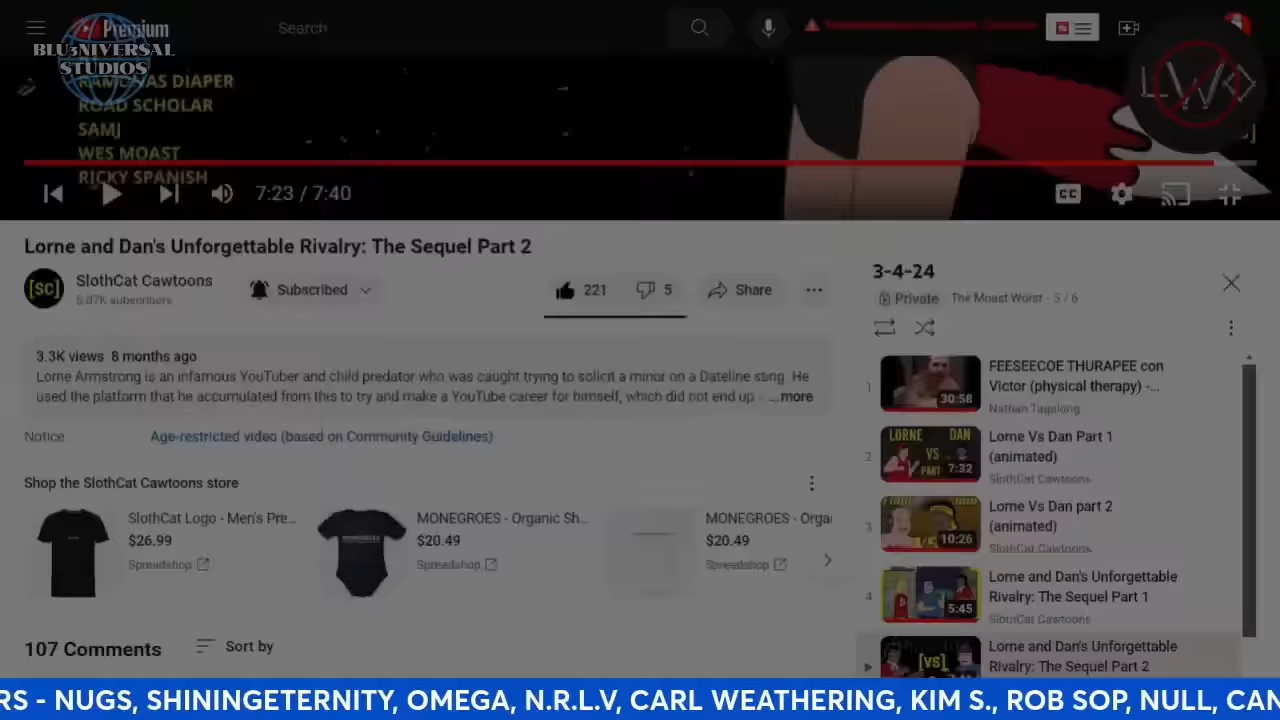 Premium
Search
BLU3NIVERSAL
STUDIOS
RAMONAS DIAPER
ROAD SCHOLAR
SAMJ
WES MOAST
RICKY SPANISH
7:23 / 7:40
CC
Lorne and Dan's Unforgettable Rivalry: The Sequel Part 2
[SC]
SlothCat Cawtoons
5.07K subscribers
Subscribed
221
5
Share
3.3K views 8 months ago
Lorne Armstrong is an infamous YouTuber and child predator who was caught trying to solicit a minor on a Dateline sting. He
used the platform that he accumulated from this to try and make a YouTube career for himself, which did not end up
...more
Notice
Age-restricted video (based on Community Guidelines)
Shop the SlothCat Cawtoons store
SlothCat Logo - Men's Pre...
$26.99
Spreadshop
MONEGROES - Organic Sh...
$20.49
Spreadshop
MONEGROES - Orga
$20.49
Spreadshop
107 Comments
Sort by
3-4-24
Private
The Moast Worst - 5 / 6
1
30:58
FEESEECOE THURAPEE con
Victor (physical therapy) -...
Nathan Tagalong
2
LORNE DAN
VS
PART
7:32
Lorne Vs Dan Part 1
(animated)
SlothCat Cawtoons
3
10:26
Lorne Vs Dan part 2
(animated)
SlothCat Cawtoons
4
5:45
Lorne and Dan's Unforgettable
Rivalry: The Sequel Part 1
SlothCat Cawtoons
[VS]
Lorne and Dan's Unforgettable
Rivalry: The Sequel Part 2
RS - NUGS, SHININGETERNITY, OMEGA, N.R.L.V, CARL WEATHERING, KIM S., ROB SOP, NULL, CAN